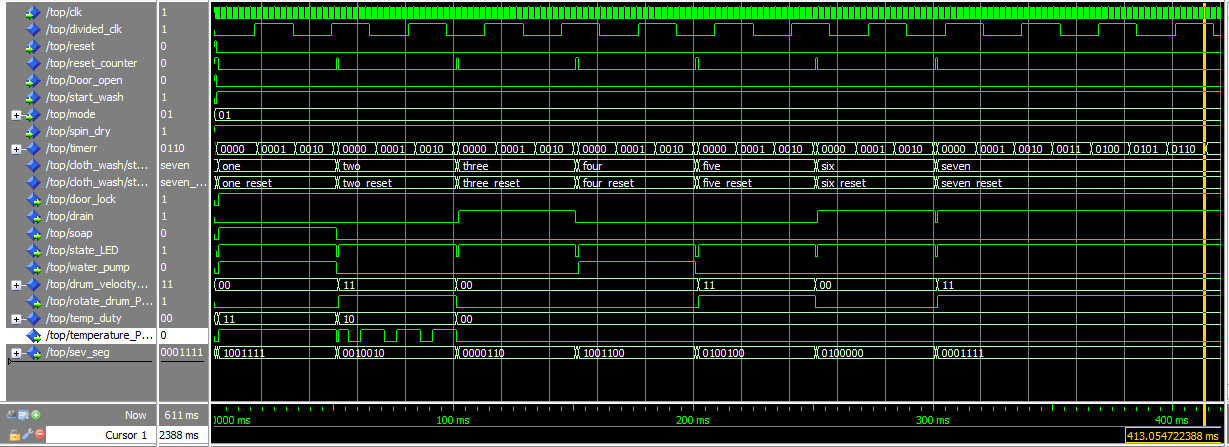 /top/clk 1
/top/divided_clk 1
/top/reset 0
/top/reset_counter 0
/top/Door_open 0
/top/start_wash 1
/top/mode 01 01
/top/spin_dry 1
/top/timerr 0110 0000 0001 0010 0000 0001 0010 0000 0001 0010 0000 0001 0010 0000 0001 0010 0000 0001 0010 0000 0001 0010 0011 0100 0101 0110
/top/cloth_wash/st... seven one two three four five six seven
/top/cloth_wash/st... seven_... one_reset two_reset three_reset four_reset five_reset six_reset seven_reset
/top/door_lock 1
/top/drain 1
/top/soap 0
/top/state_LED 1
/top/water_pump 0
/top/drum_velocity... 11 00 11 00 11 00 11
/top/rotate_drum_P... 1
/top/temp_duty 00 11 10 00
/top/temperature_P... 0
/top/sev_seg 0001111 1001111 0010010 0000110 1001100 0100100 0100000 0001111
Now 611 ms 0000 ms 100 ms 200 ms 300 ms 400 ms
Cursor 1 2388 ms 413.054722388 ms